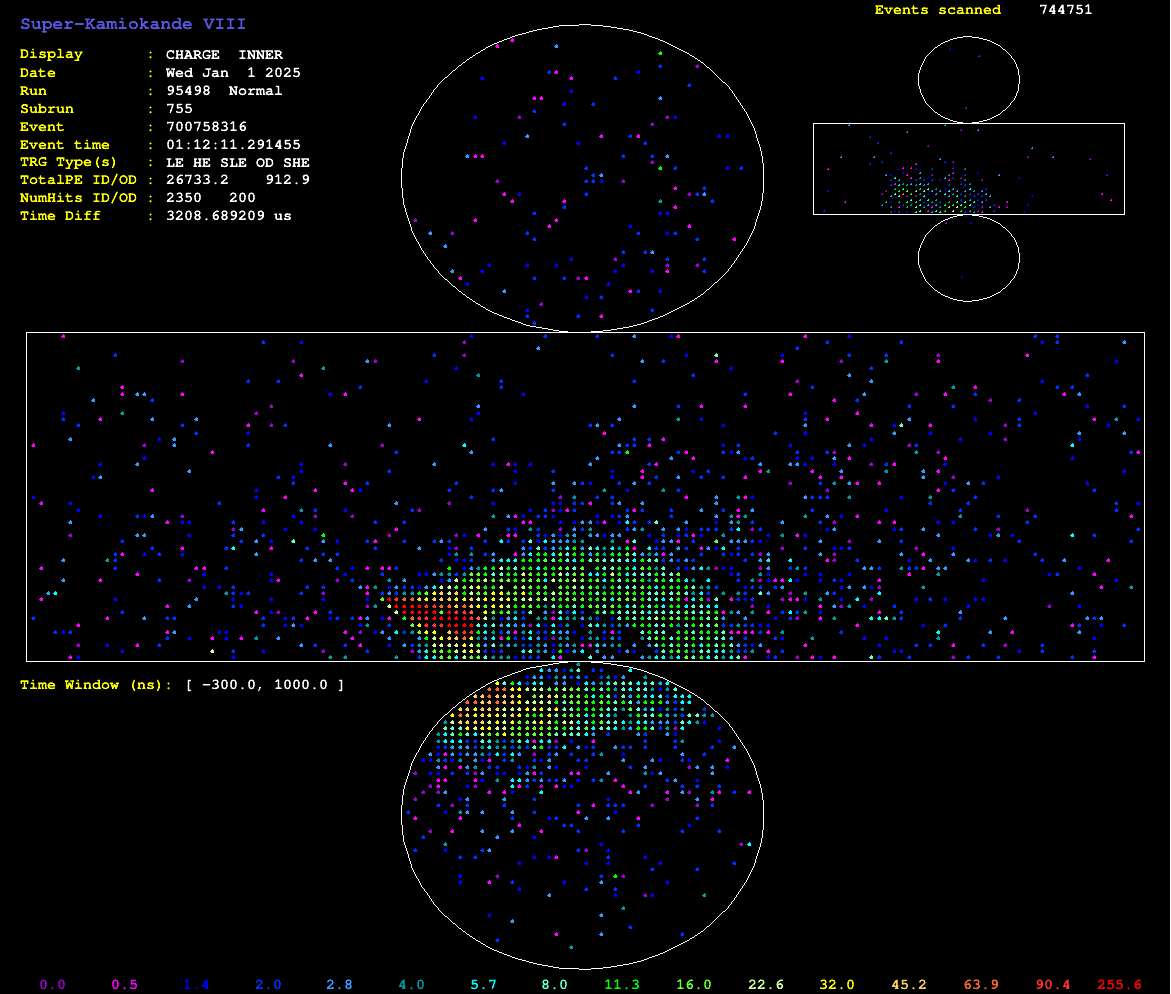 Super-Kamiokande VIII
Events scanned 744751
Display : CHARGE INNER
Date : Wed Jan 1 2025
Run : 95498 Normal
Subrun : 755
Event : 700758316
Event time : 01:12:11.291455
TRG Type(s) : LE HE SLE OD SHE
TotalPE ID/OD : 26733.2 912.9
NumHits ID/OD : 2350 200
Time Diff : 3208.689209 us
Time Window (ns): [ −300.0, 1000.0 ]
0.0 0.5 1.4 2.0 2.8 4.0 5.7 8.0 11.3 16.0 22.6 32.0 45.2 63.9 90.4 255.6